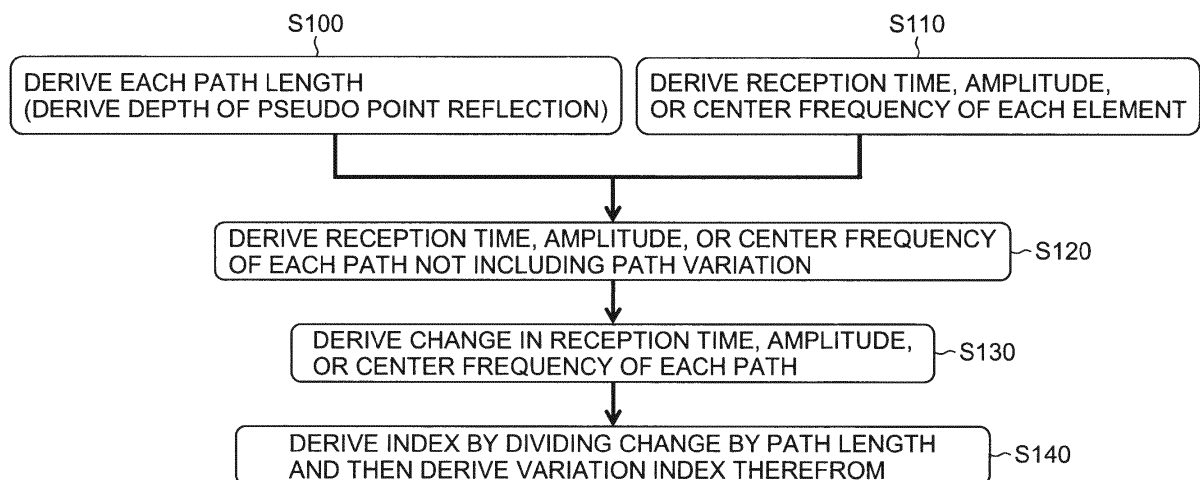 S100
S110
DERIVE EACH PATH LENGTH
(DERIVE DEPTH OF PSEUDO POINT REFLECTION)
DERIVE RECEPTION TIME, AMPLITUDE,
OR CENTER FREQUENCY OF EACH ELEMENT
DERIVE RECEPTION TIME, AMPLITUDE, OR CENTER FREQUENCY
OF EACH PATH NOT INCLUDING PATH VARIATION
S120
DERIVE CHANGE IN RECEPTION TIME, AMPLITUDE,
OR CENTER FREQUENCY OF EACH PATH
S130
DERIVE INDEX BY DIVIDING CHANGE BY PATH LENGTH
AND THEN DERIVE VARIATION INDEX THEREFROM
S140